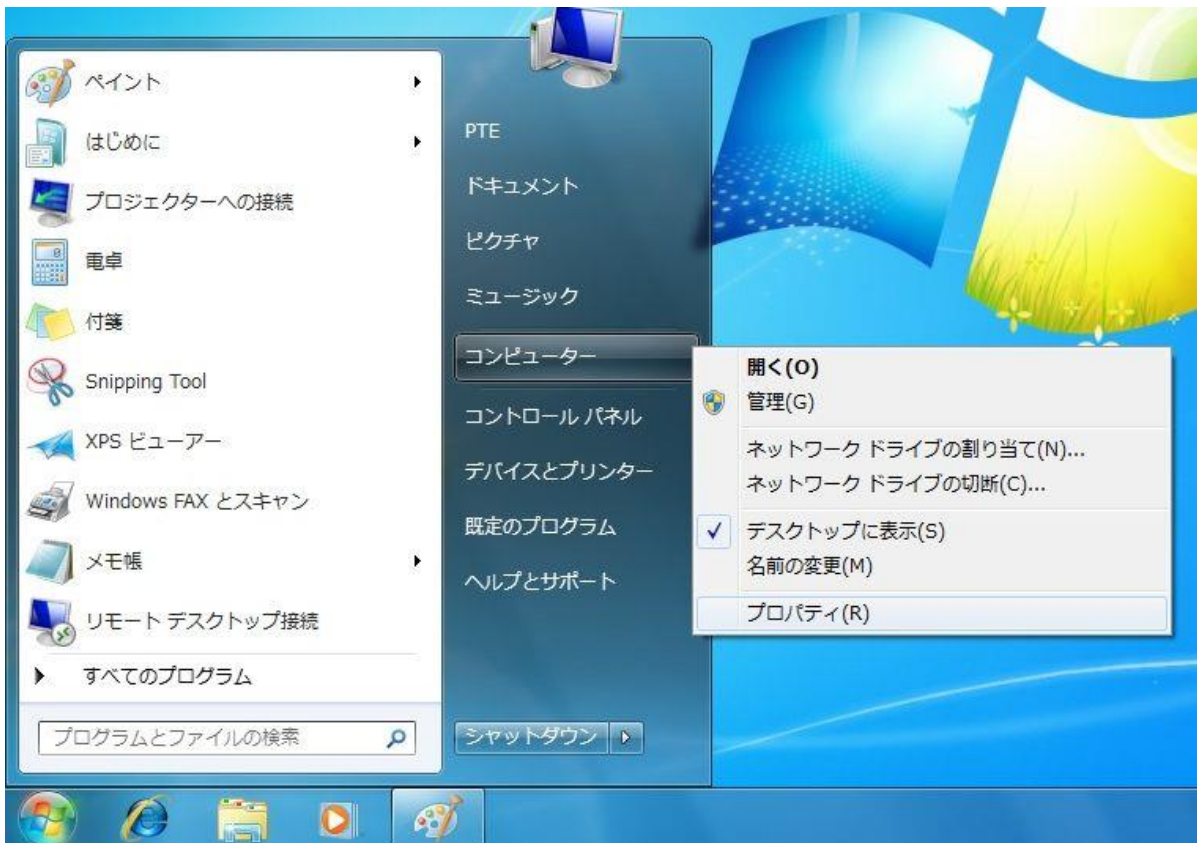 ペイント
はじめに
プロジェクターへの接続
電卓
付箋
Snipping Tool
XPS ビューアー
Windows FAX とスキャン
メモ帳
リモート デスクトップ接続
すべてのプログラム
プログラムとファイルの検索
PTE
ドキュメント
ピクチャ
ミュージック
コンピューター
コントロール パネル
デバイスとプリンター
既定のプログラム
ヘルプとサポート
シャットダウン
開く(O)
管理(G)
ネットワーク ドライブの割り当て(N)...
ネットワーク ドライブの切断(C)...
デスクトップに表示(S)
名前の変更(M)
プロパティ(R)